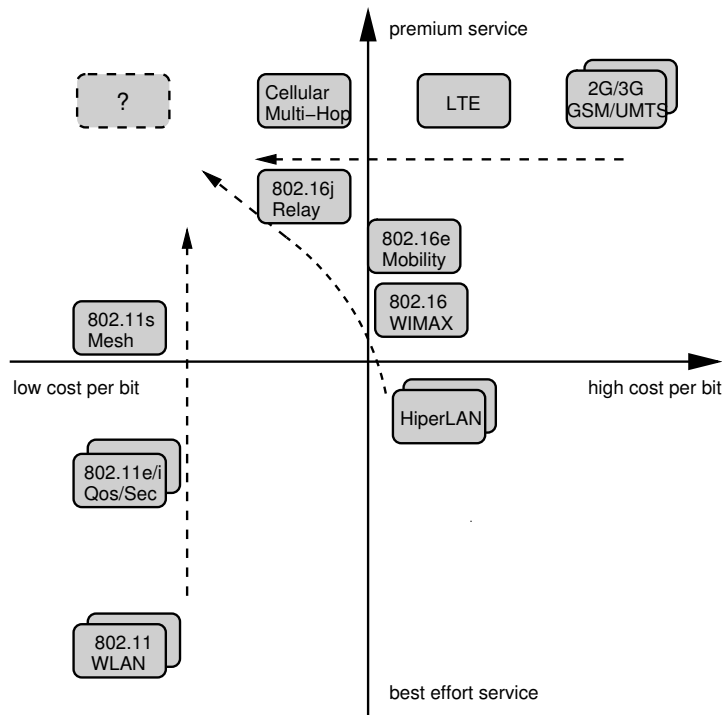 premium service
?
Cellular
Multi−Hop
LTE
2G/3G
GSM/UMTS
802.16j
Relay
802.16e
Mobility
802.16
WIMAX
802.11s
Mesh
low cost per bit
high cost per bit
HiperLAN
802.11e/i
Qos/Sec
802.11
WLAN
best effort service